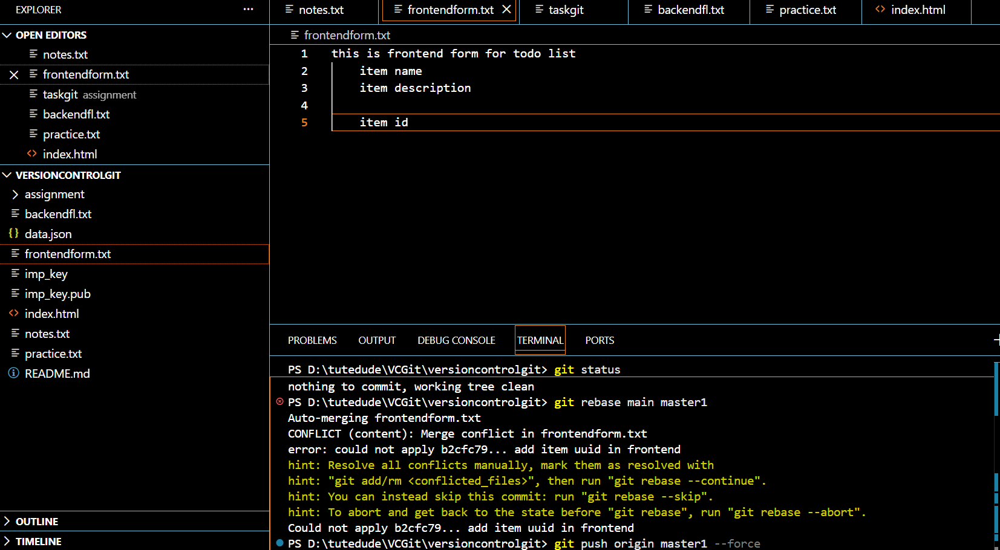 EXPLORER
OPEN EDITORS
notes.txt
frontendform.txt
taskgit assignment
backendfl.txt
practice.txt
index.html
VERSIONCONTROLGIT
assignment
backendfl.txt
data.json
frontendform.txt
imp_key
imp_key.pub
index.html
notes.txt
practice.txt
README.md
OUTLINE
TIMELINE
notes.txt
frontendform.txt
taskgit
backendfl.txt
practice.txt
index.html
frontendform.txt
1 this is frontend form for todo list
2 item name
3 item description
4
5 item id
PROBLEMS OUTPUT DEBUG CONSOLE TERMINAL PORTS
PS D:\tutedude\VCGit\versioncontrolgit> git status
nothing to commit, working tree clean
PS D:\tutedude\VCGit\versioncontrolgit> git rebase main master1
Auto-merging frontendform.txt
CONFLICT (content): Merge conflict in frontendform.txt
error: could not apply b2cfc79... add item uuid in frontend
hint: Resolve all conflicts manually, mark them as resolved with
hint: "git add/rm <conflicted_files>", then run "git rebase --continue".
hint: You can instead skip this commit: run "git rebase --skip".
hint: To abort and get back to the state before "git rebase", run "git rebase --abort".
Could not apply b2cfc79... add item uuid in frontend
PS D:\tutedude\VCGit\versioncontrolgit> git push origin master1 --force